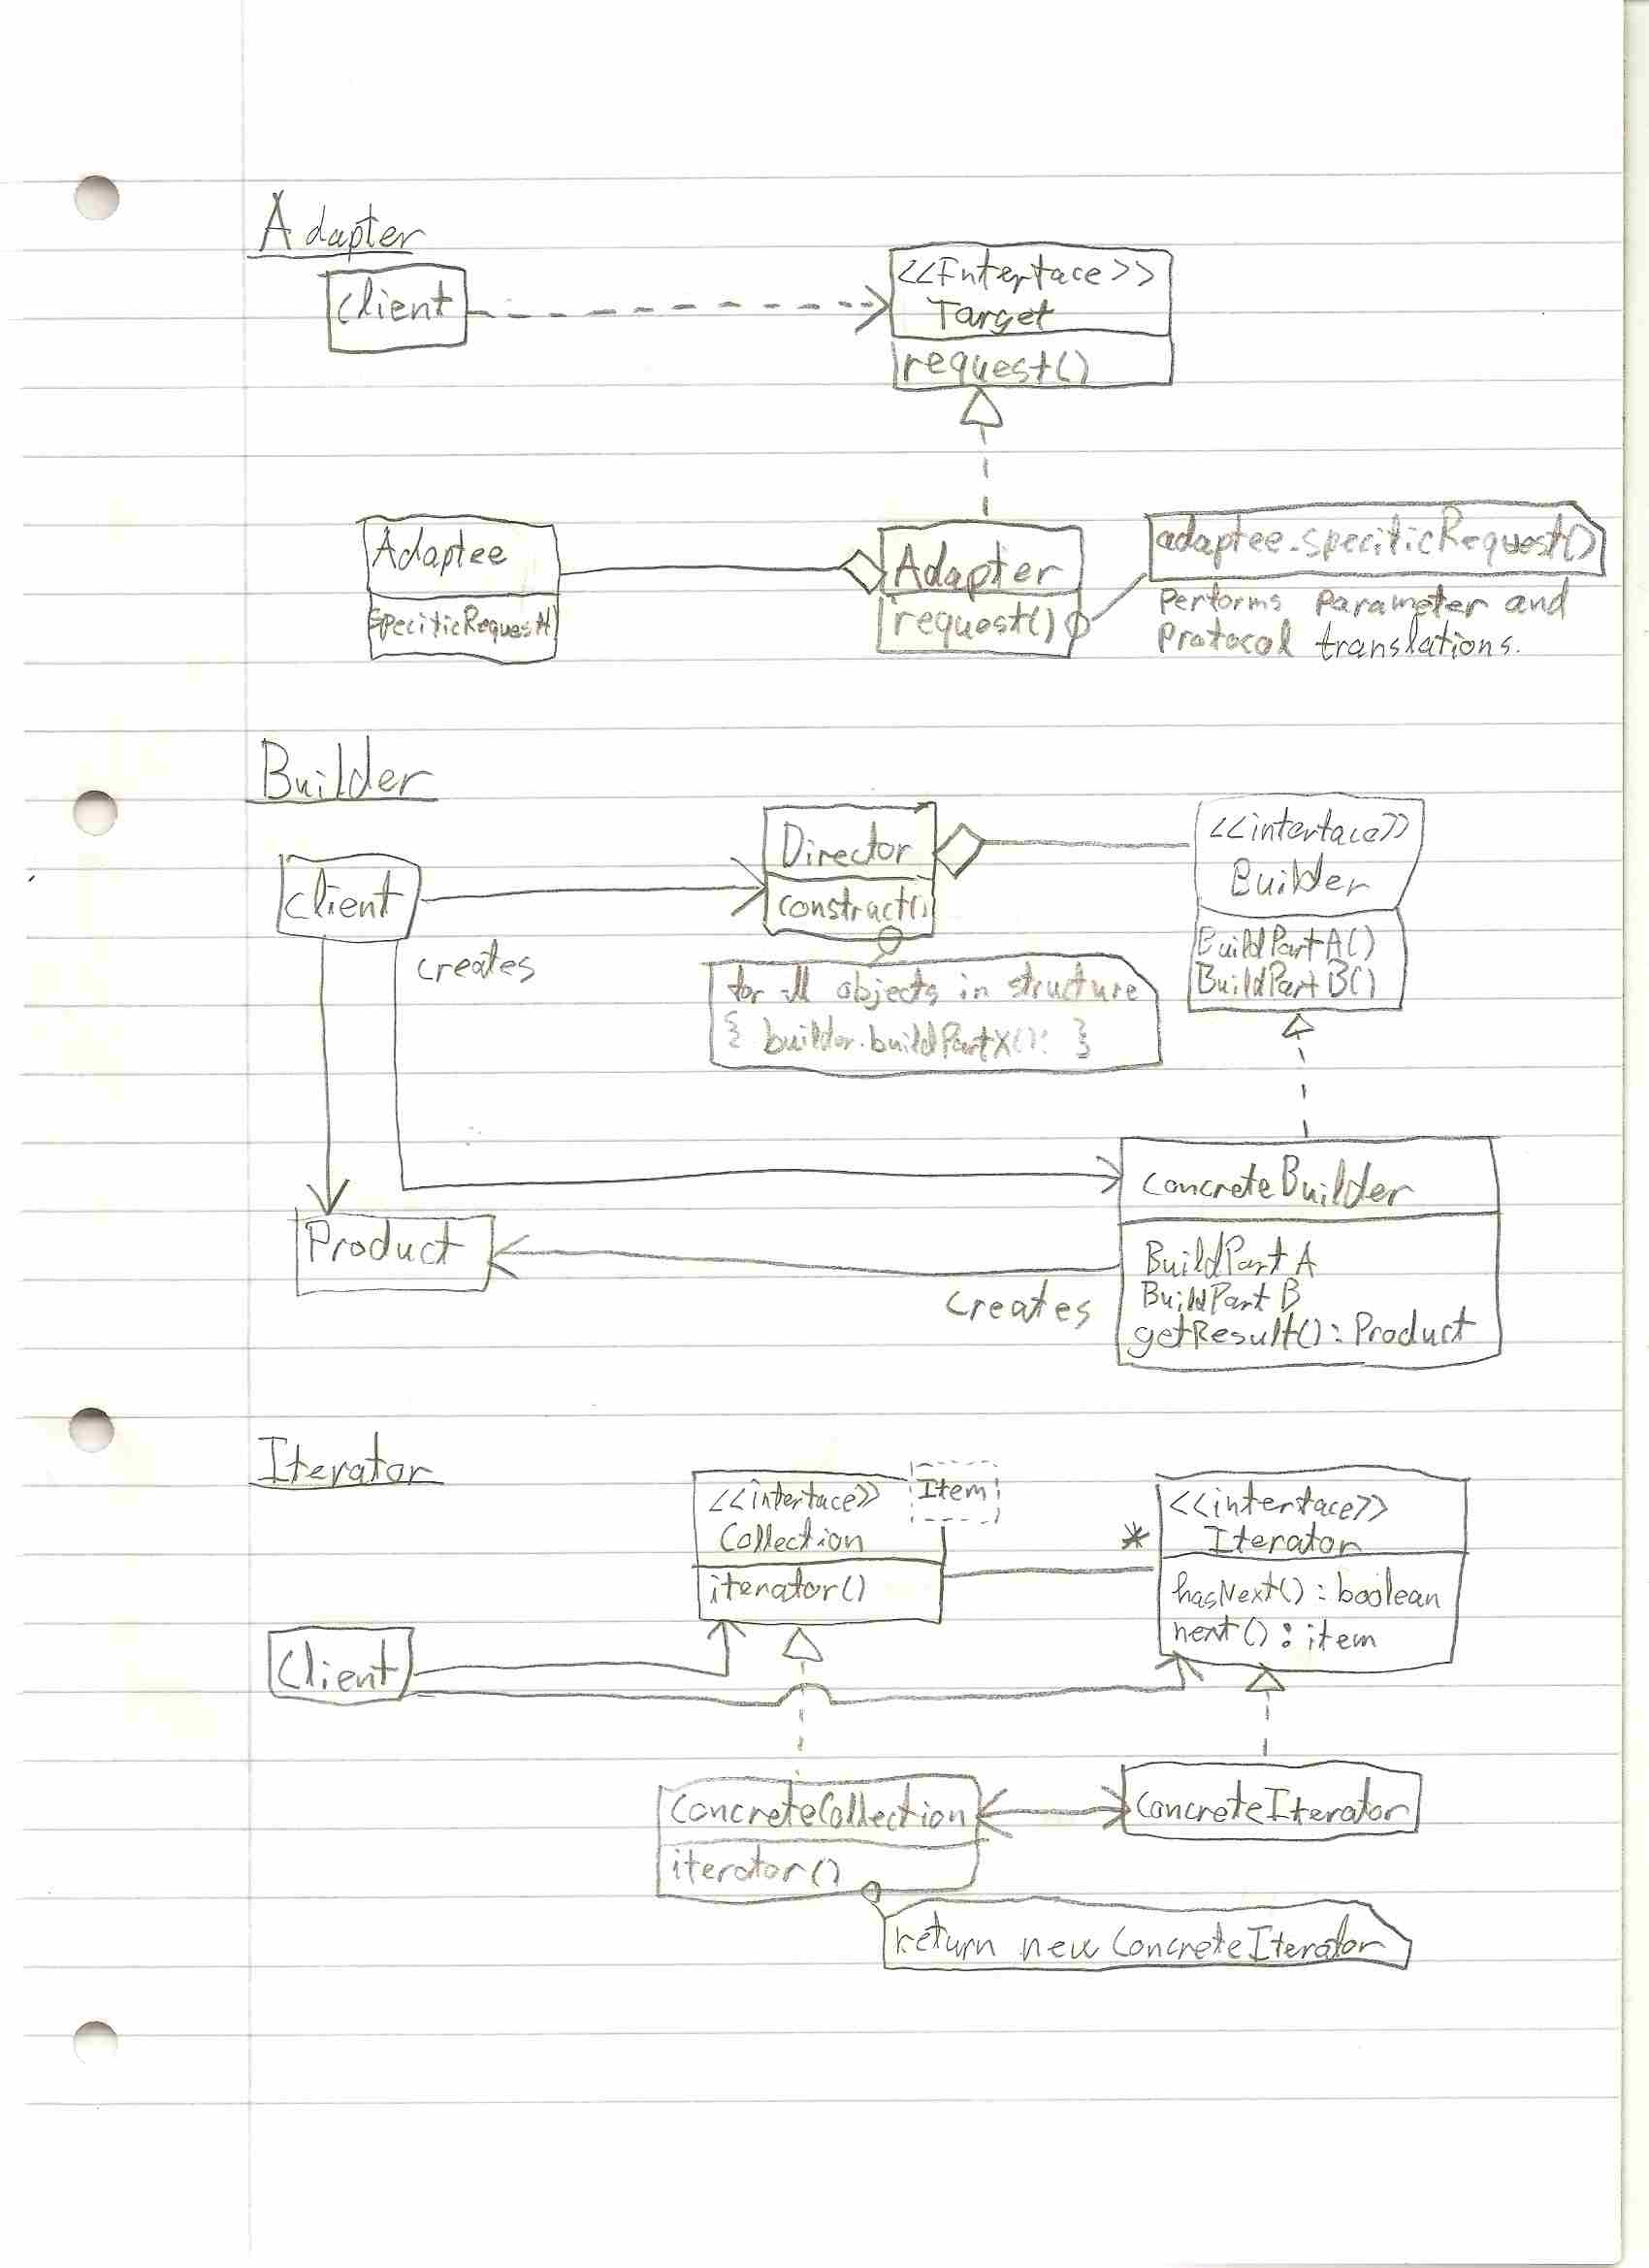 Adapter
Client
<<Interface>>
Target
request()
Adaptee
specificRequest()
Adapter
request()
adaptee.specificRequest()
Performs parameter and
Protocol translations.
Builder
Client
Director
construct()
<<interface>>
Builder
BuildPartA()
BuildPartB()
creates
for all objects in structure
{ builder.buildPartX(); }
Product
concreteBuilder
BuildPart A
BuildPart B
getResult(): Product
creates
Iterator
<<interface>>
Collection
Item
iterator()
*
<<interface>>
Iterator
hasNext(): boolean
next(): item
Client
ConcreteCollection
iterator()
ConcreteIterator
return new ConcreteIterator